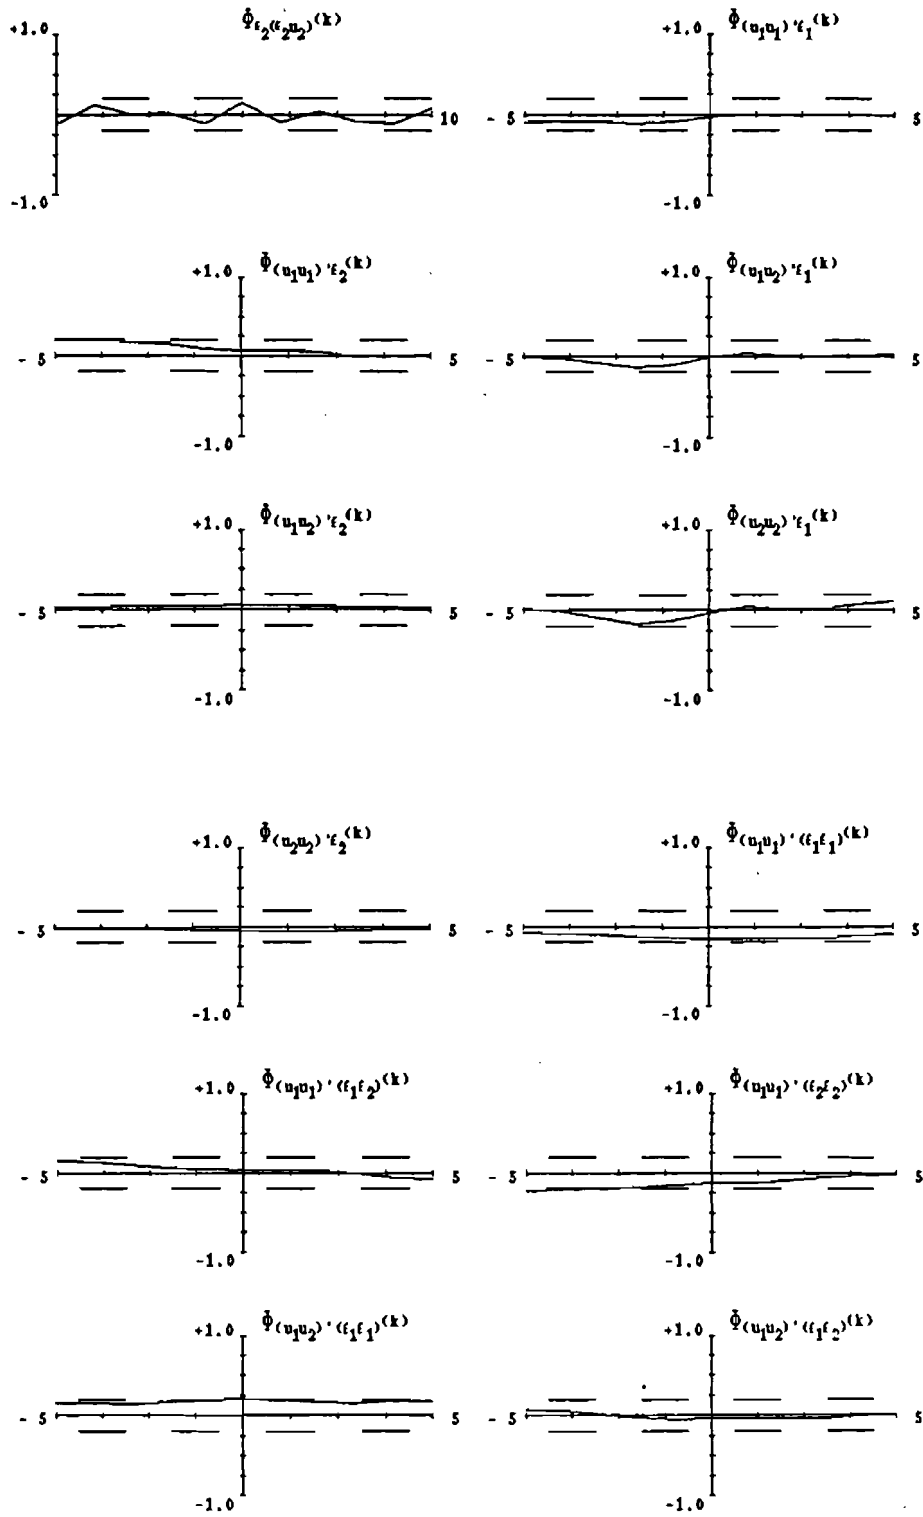 +1.0 Φ̂ε₂(ε₂u₂)(k)
10
-1.0
+1.0 Φ̂(u₁u₁)'ε₁(k)
- 5 5
-1.0
+1.0 Φ̂(u₁u₁)'ε₂(k)
- 5 5
-1.0
+1.0 Φ̂(u₁u₂)'ε₁(k)
- 5 5
-1.0
+1.0 Φ̂(u₁u₂)'ε₂(k)
- 5 5
-1.0
+1.0 Φ̂(u₂u₂)'ε₁(k)
- 5 5
-1.0
+1.0 Φ̂(u₂u₂)'ε₂(k)
- 5 5
-1.0
+1.0 Φ̂(u₁u₁)'(ε₁ε₁)(k)
- 5 5
-1.0
+1.0 Φ̂(u₁u₁)'(ε₁ε₂)(k)
- 5 5
-1.0
+1.0 Φ̂(u₁u₁)'(ε₂ε₂)(k)
- 5 5
-1.0
+1.0 Φ̂(u₁u₂)'(ε₁ε₁)(k)
- 5 5
-1.0
+1.0 Φ̂(u₁u₂)'(ε₁ε₂)(k)
- 5 5
-1.0